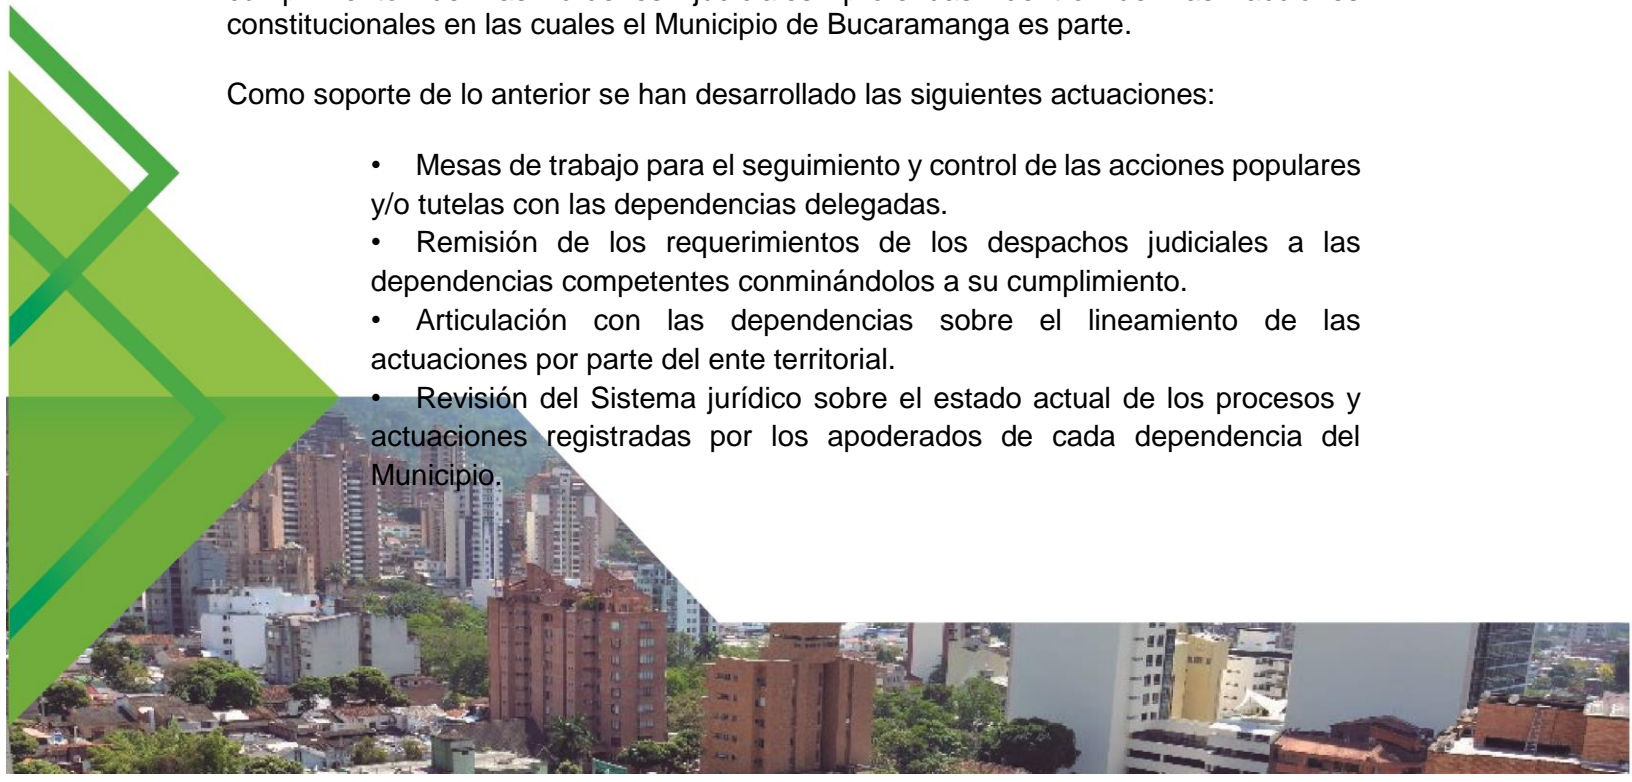 constitucionales en las cuales el Municipio de Bucaramanga es parte.
Como soporte de lo anterior se han desarrollado las siguientes actuaciones:
• Mesas de trabajo para el seguimiento y control de las acciones populares
y/o tutelas con las dependencias delegadas.
• Remisión de los requerimientos de los despachos judiciales a las
dependencias competentes conminándolos a su cumplimiento.
• Articulación con las dependencias sobre el lineamiento de las
actuaciones por parte del ente territorial.
• Revisión del Sistema jurídico sobre el estado actual de los procesos y
actuaciones registradas por los apoderados de cada dependencia del
Municipio.